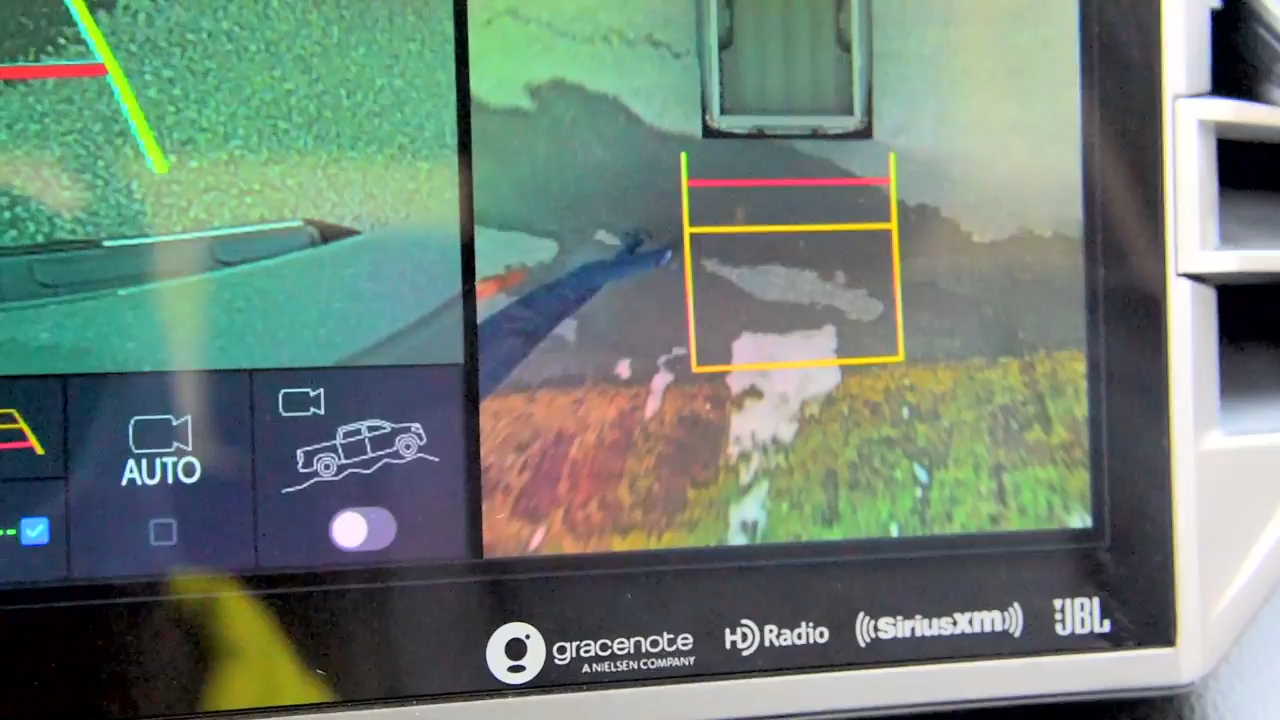 AUTO
gracenote
A NIELSEN COMPANY
HD Radio
SiriusXM
JBL